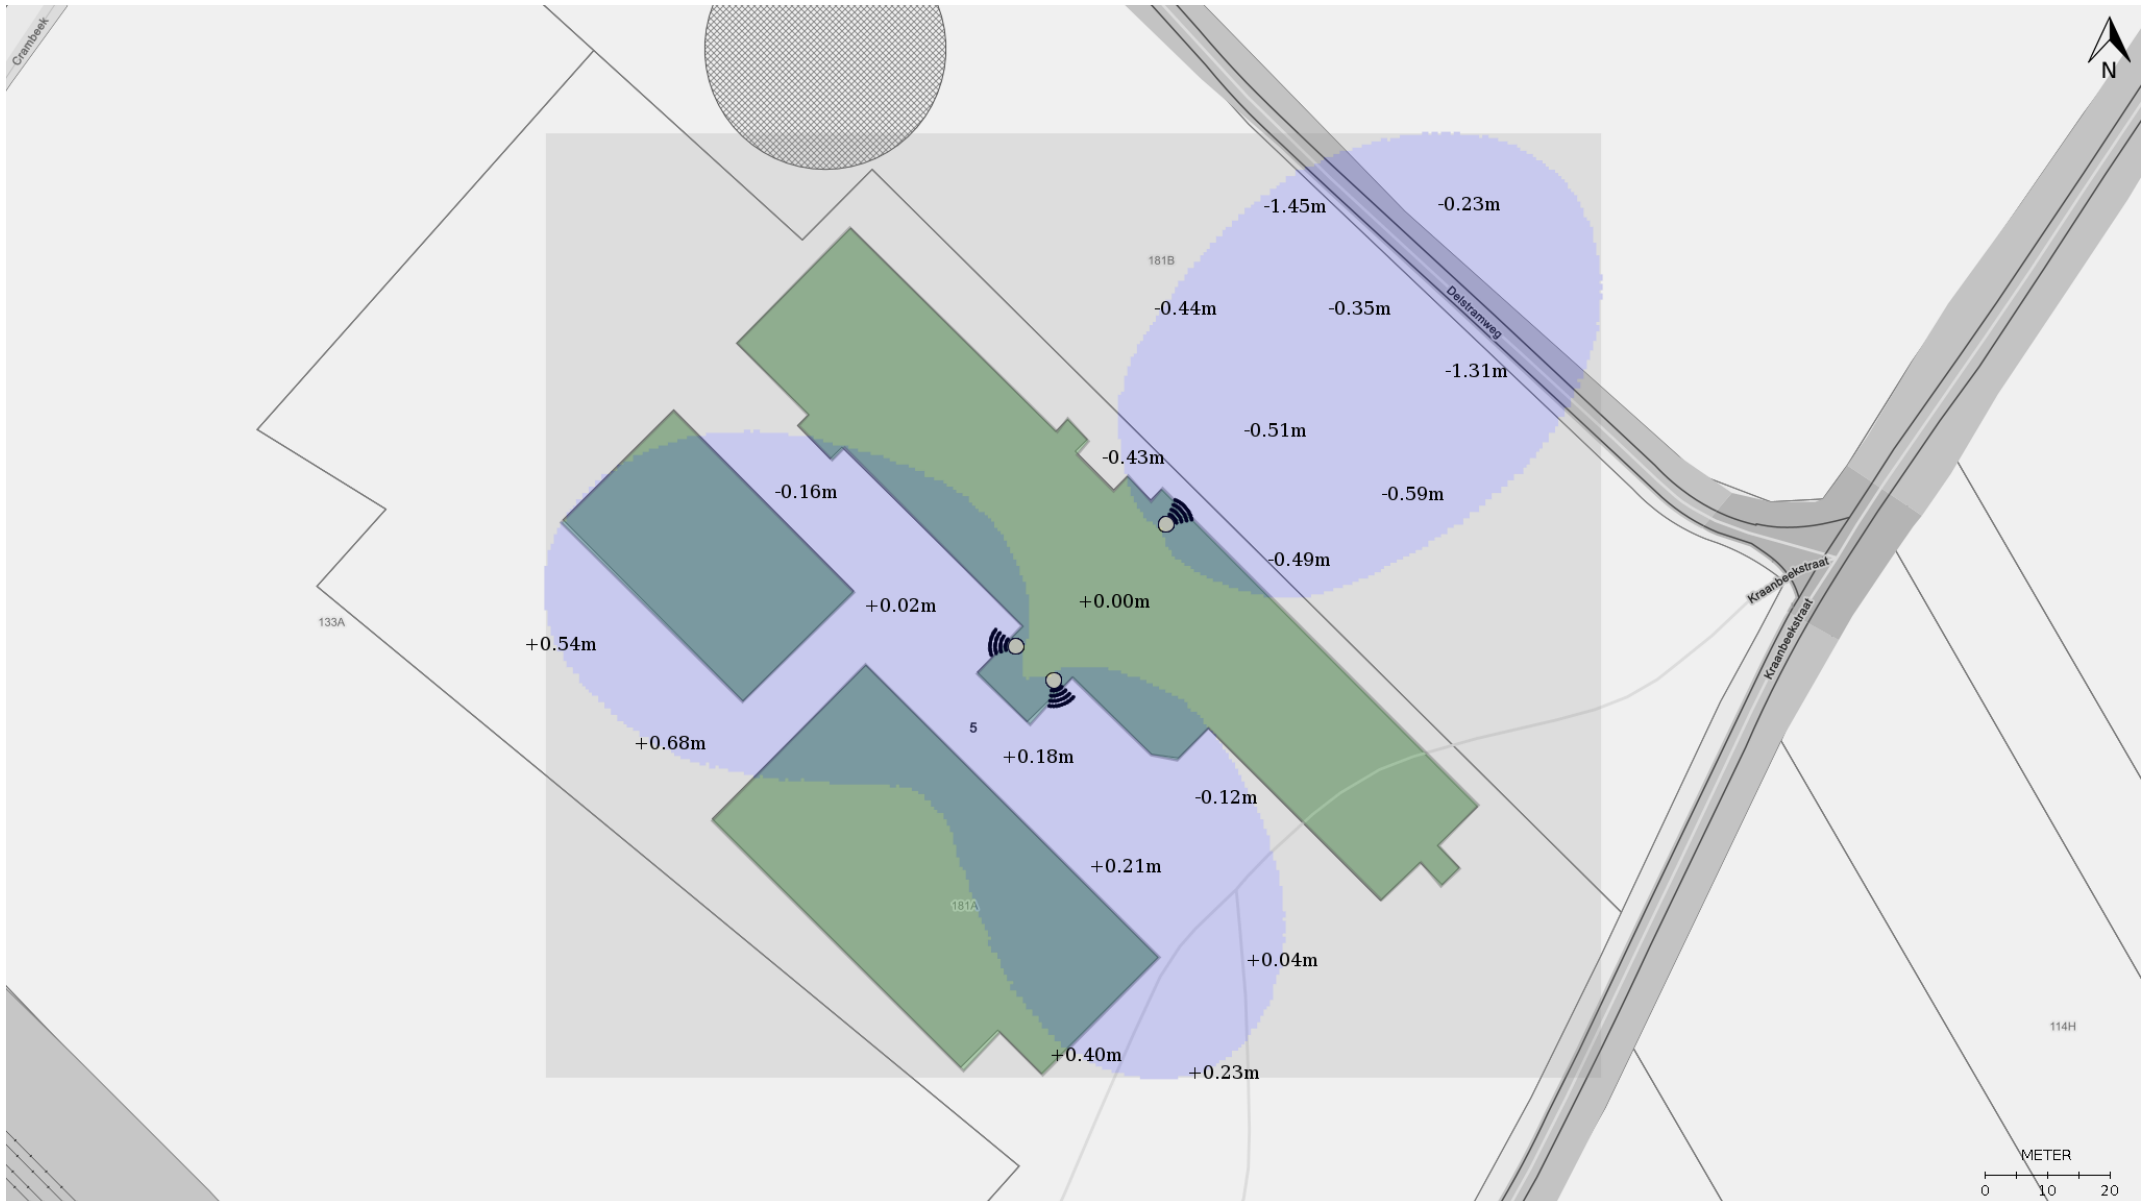 Crambeek
N
-1.45m
-0.23m
181B
-0.44m
-0.35m
Delstramweg
-1.31m
-0.51m
-0.43m
-0.16m
-0.59m
-0.49m
Kraanbeekstraat
+0.02m
+0.00m
133A
+0.54m
Kraanbeekstraat
5
+0.68m
+0.18m
-0.12m
+0.21m
181A
+0.04m
114H
+0.40m
+0.23m
METER
0 10 20